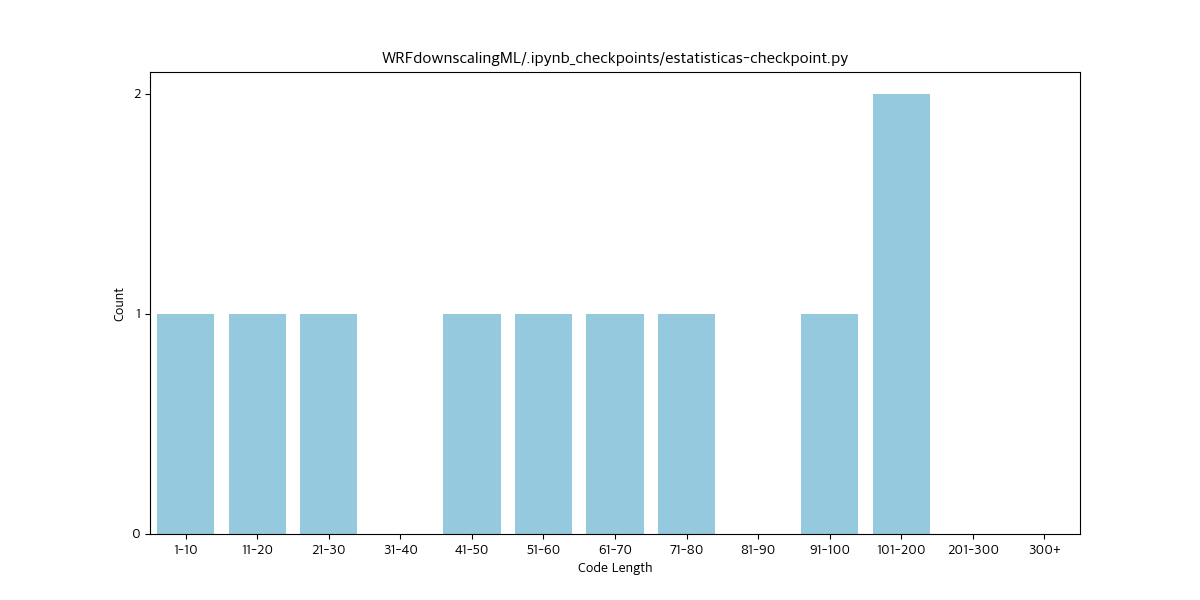 WRFdownscalingML/.ipynb_checkpoints/estatisticas-checkpoint.py
2
1
0
Count
1-10 11-20 21-30 31-40 41-50 51-60 61-70 71-80 81-90 91-100 101-200 201-300 300+
Code Length